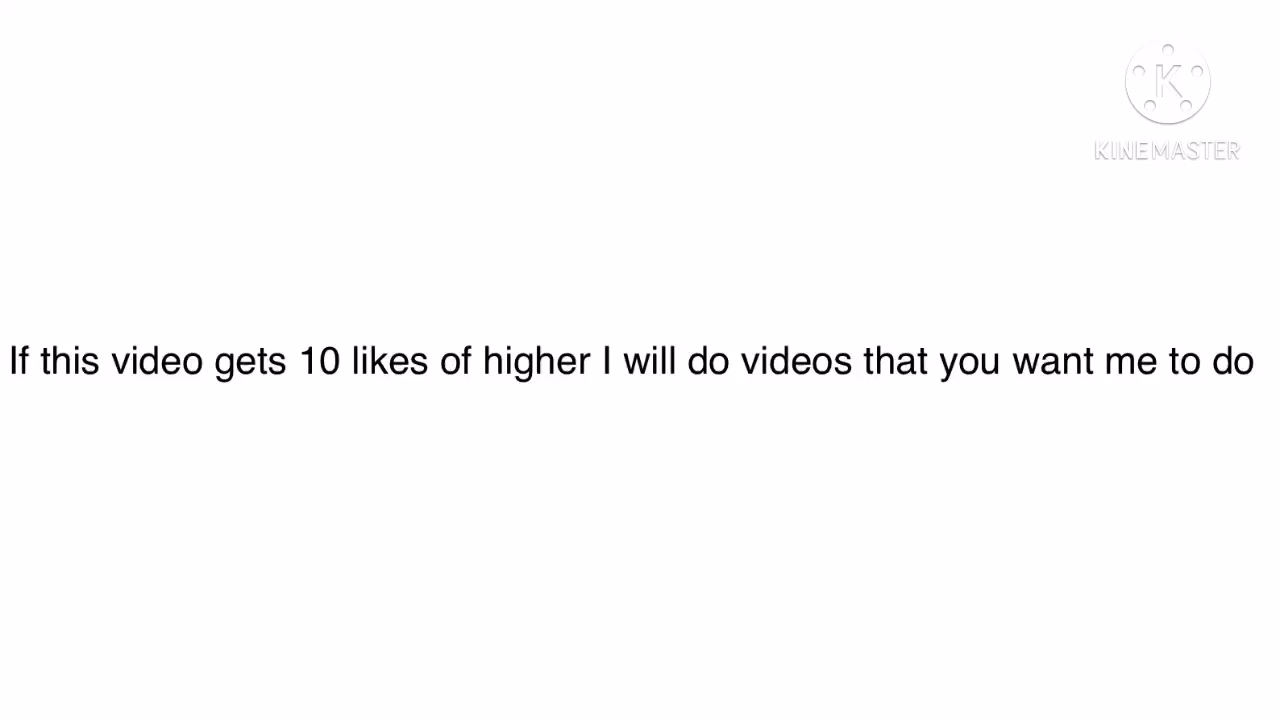 K
KINEMASTER
If this video gets 10 likes of higher I will do videos that you want me to do